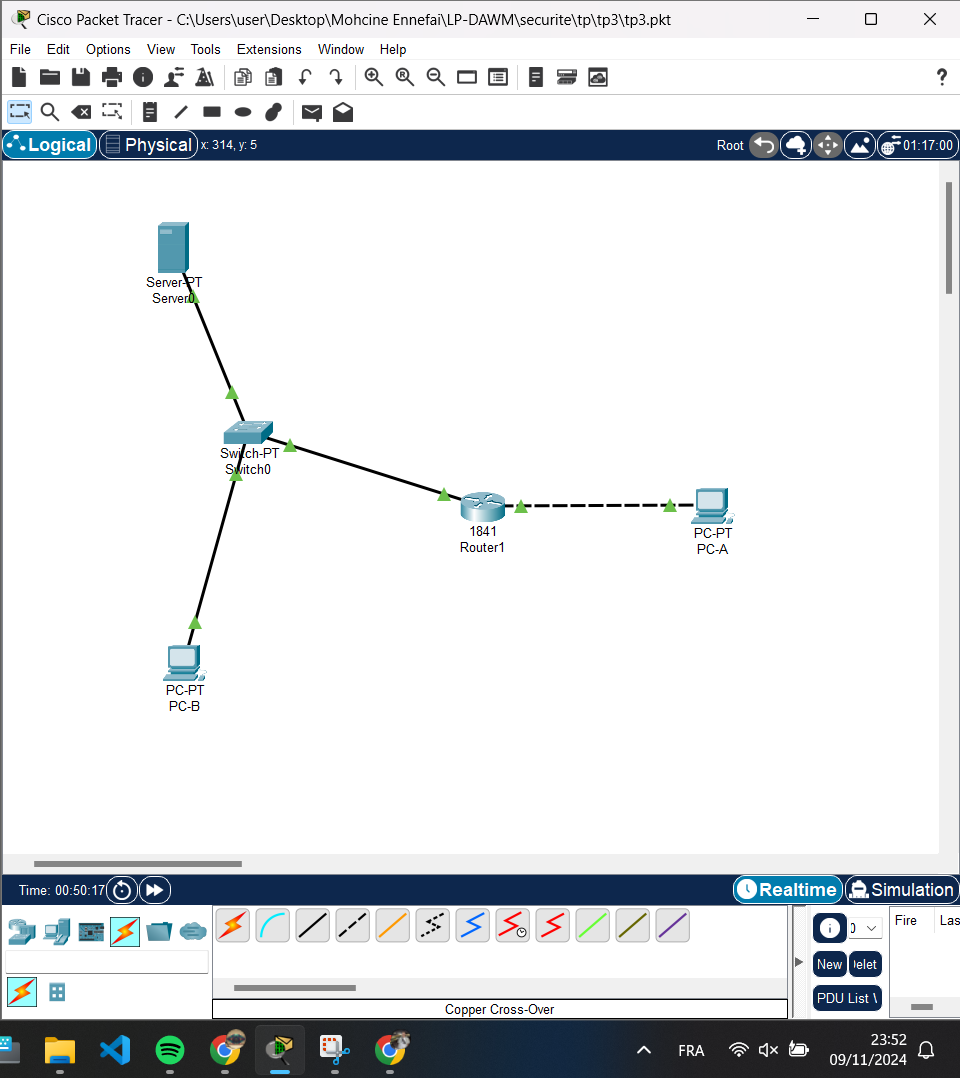 Cisco Packet Tracer - C:\Users\user\Desktop\Mohcine Ennefai\LP-DAWM\securite\tp\tp3\tp3.pkt
File Edit Options View Tools Extensions Window Help
?
Logical Physical x: 314, y: 5 Root 01:17:00
Server-PT
Server0
Switch-PT
Switch0
1841
Router1
PC-PT
PC-A
PC-PT
PC-B
Time: 00:50:17 Realtime Simulation
0 Fire Las
New elet
PDU List
Copper Cross-Over
FRA
23:52
09/11/2024